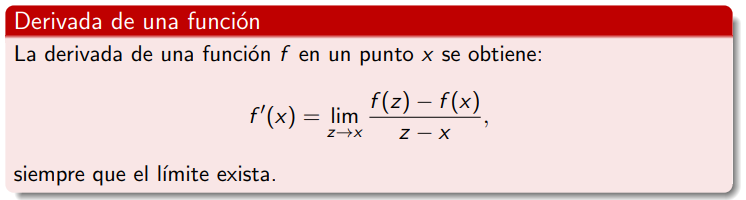 Derivada de una función
La derivada de una función f en un punto x se obtiene:
f′(x) = lim_{z→x} \frac{f(z) − f(x)}{z − x},
siempre que el límite exista.